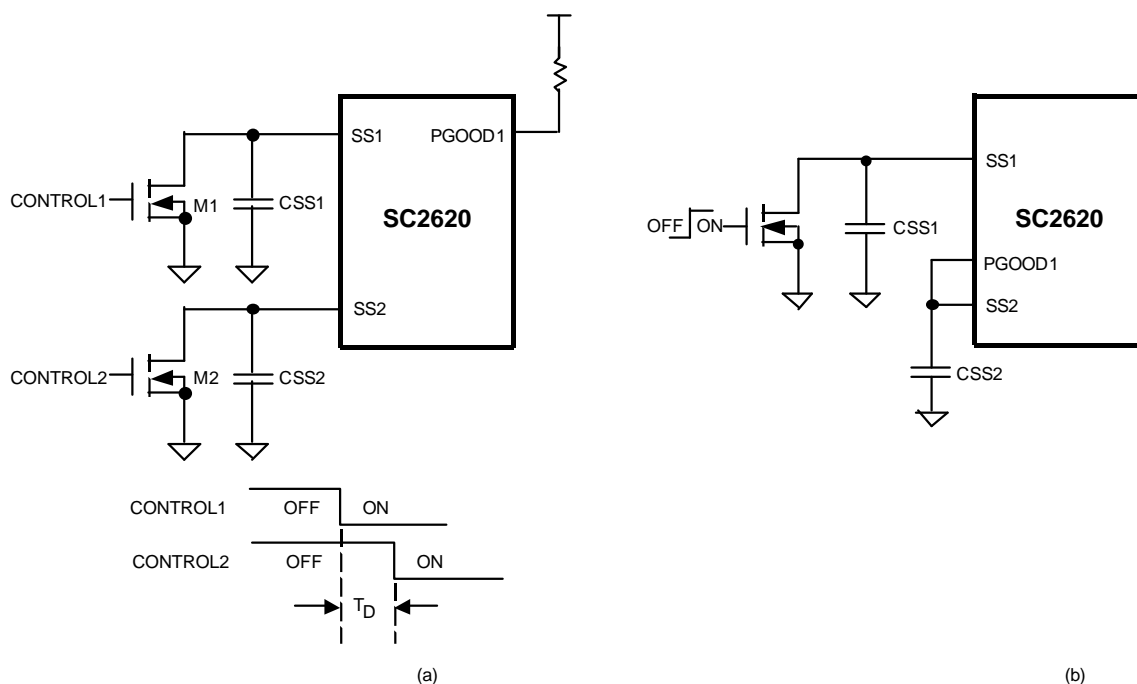 SS1 PGOOD1
CONTROL1 M1 CSS1
SC2620
SS2
CONTROL2 M2 CSS2
CONTROL1 OFF ON
CONTROL2 OFF ON
TD
(a)
SS1
SC2620
OFF ON CSS1
PGOOD1
SS2
CSS2
(b)